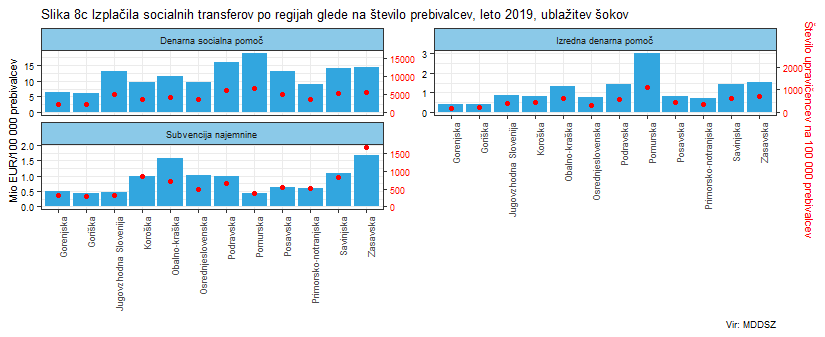 Slika 8c Izplačila socialnih transferov po regijah glede na število prebivalcev, leto 2019, ublažitev šokov
Mio EUR/100 000 prebivalcev
Denarna socialna pomoč
15
10
5
0
15000
10000
5000
0
Izredna denarna pomoč
3
2
1
0
2000
1000
0
Gorenjska
Goriška
Jugovzhodna Slovenija
Koroška
Obalno-kraška
Osrednjeslovenska
Podravska
Pomurska
Posavska
Primorsko-notranjska
Savinjska
Zasavska
Subvencija najemnine
2.0
1.5
1.0
0.5
0.0
1500
1000
500
0
Gorenjska
Goriška
Jugovzhodna Slovenija
Koroška
Obalno-kraška
Osrednjeslovenska
Podravska
Pomurska
Posavska
Primorsko-notranjska
Savinjska
Zasavska
Število upravičencev na 100 000 prebivalcev
Vir: MDDSZ